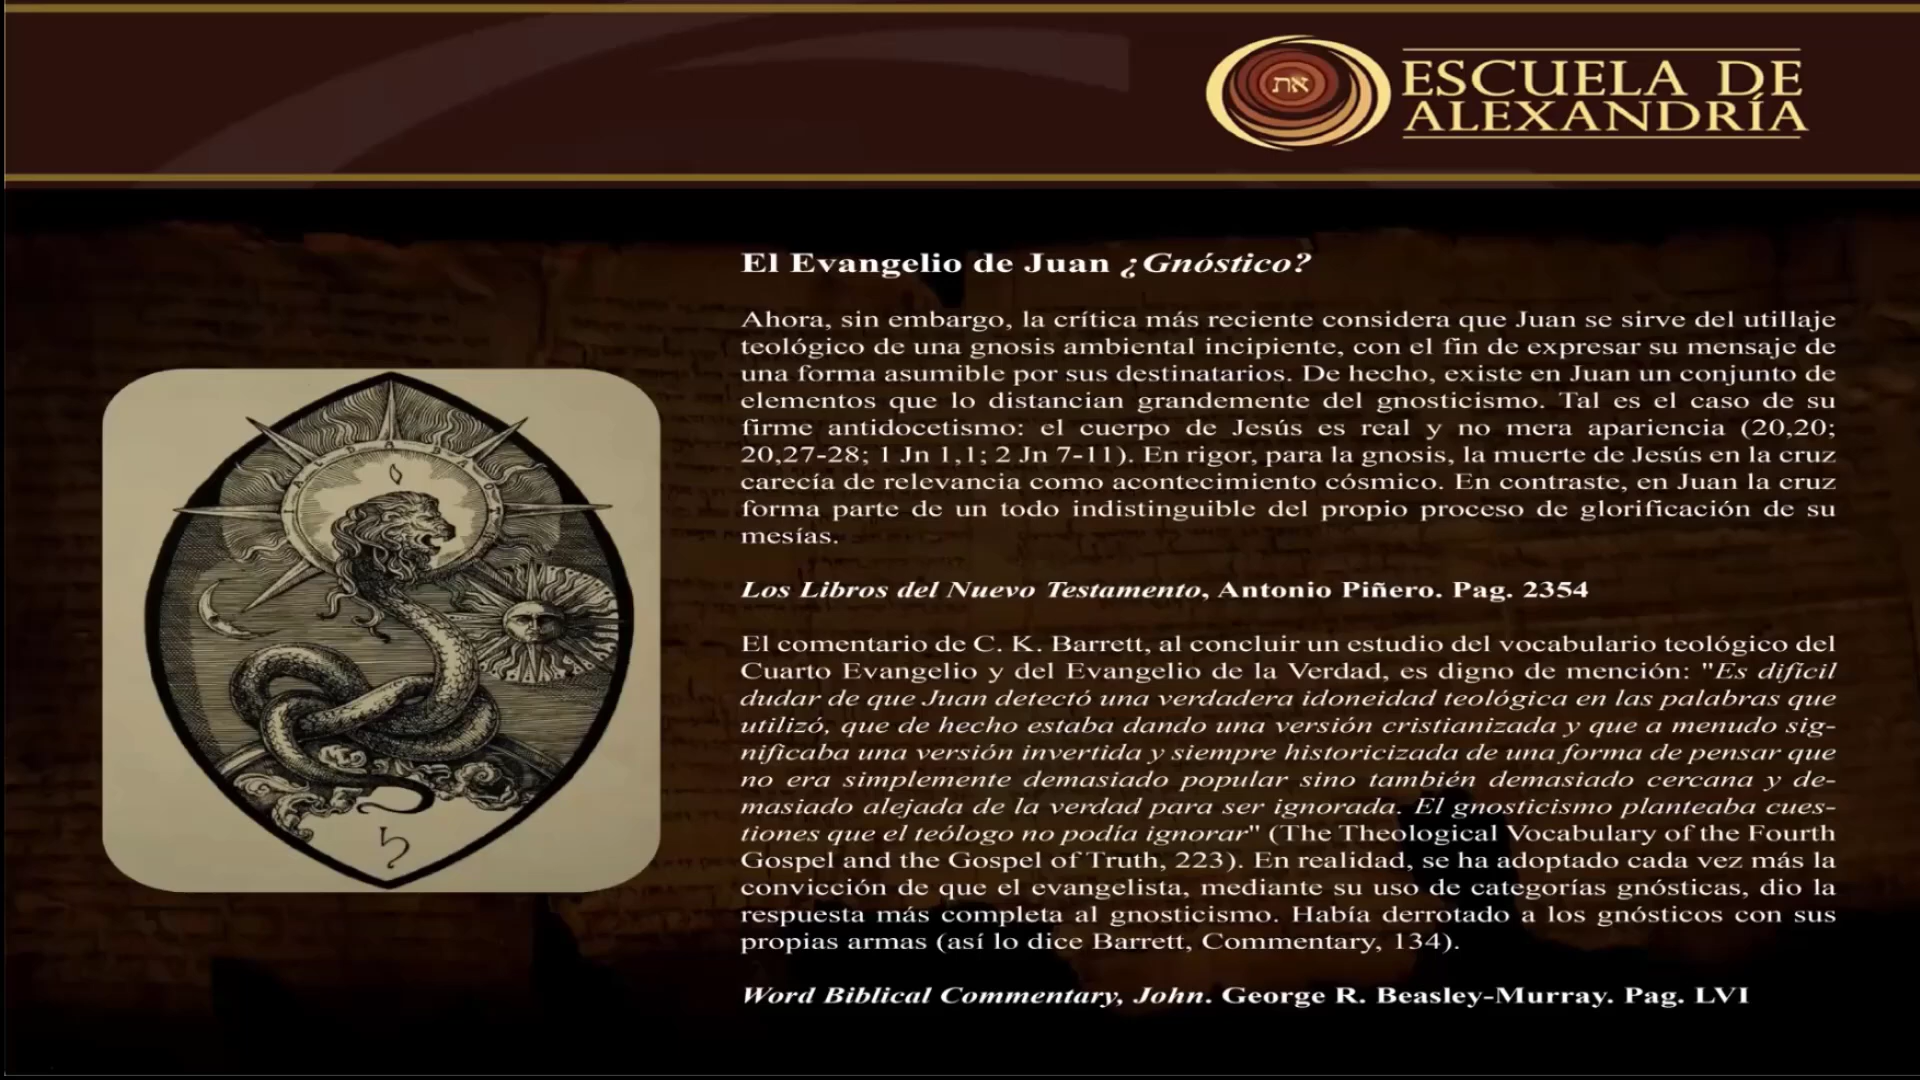 את
ESCUELA DE
ALEXANDRÍA
El Evangelio de Juan ¿Gnóstico?
Ahora, sin embargo, la crítica más reciente considera que Juan se sirve del utillaje
teológico de una gnosis ambiental incipiente, con el fin de expresar su mensaje de
una forma asumible por sus destinatarios. De hecho, existe en Juan un conjunto de
elementos que lo distancian grandemente del gnosticismo. Tal es el caso de su
firme antidocetismo: el cuerpo de Jesús es real y no mera apariencia (20,20;
20,27-28; 1 Jn 1,1; 2 Jn 7-11). En rigor, para la gnosis, la muerte de Jesús en la cruz
carecía de relevancia como acontecimiento cósmico. En contraste, en Juan la cruz
forma parte de un todo indistinguible del propio proceso de glorificación de su
mesías.
Los Libros del Nuevo Testamento, Antonio Piñero. Pag. 2354
El comentario de C. K. Barrett, al concluir un estudio del vocabulario teológico del
Cuarto Evangelio y del Evangelio de la Verdad, es digno de mención: "Es difícil
dudar de que Juan detectó una verdadera idoneidad teológica en las palabras que
utilizó, que de hecho estaba dando una versión cristianizada y que a menudo sig-
nificaba una versión invertida y siempre historicizada de una forma de pensar que
no era simplemente demasiado popular sino también demasiado cercana y de-
masiado alejada de la verdad para ser ignorada. El gnosticismo planteaba cues-
tiones que el teólogo no podía ignorar" (The Theological Vocabulary of the Fourth
Gospel and the Gospel of Truth, 223). En realidad, se ha adoptado cada vez más la
convicción de que el evangelista, mediante su uso de categorías gnósticas, dio la
respuesta más completa al gnosticismo. Había derrotado a los gnósticos con sus
propias armas (así lo dice Barrett, Commentary, 134).
Word Biblical Commentary, John. George R. Beasley-Murray. Pag. LVI